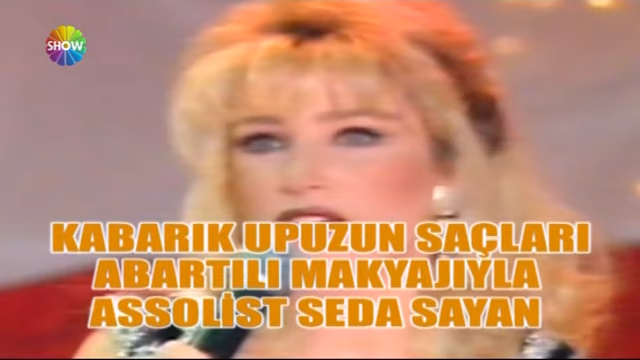 SHOW
KABARIK UPUZUN SAÇLARI
ABARTILI MAKYAJIYLA
ASSOLİST SEDA SAYAN